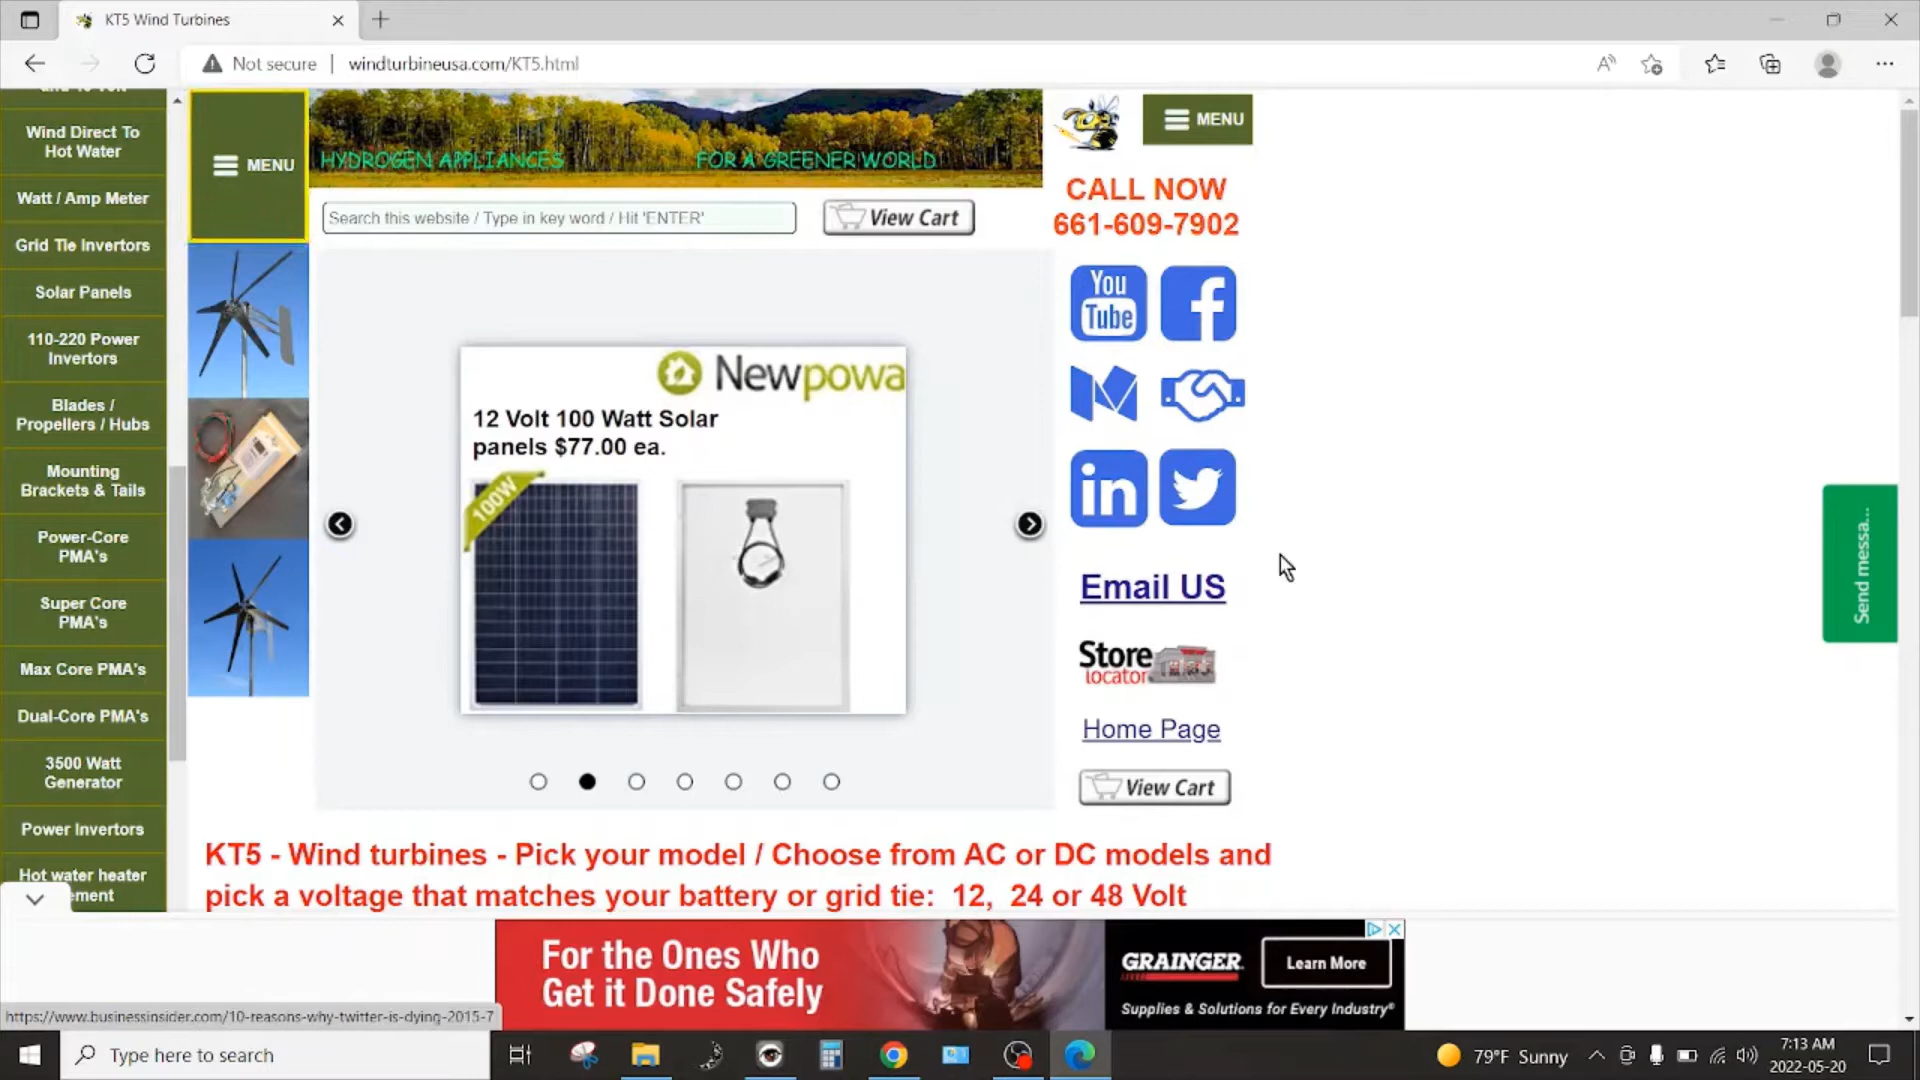 KT5 Wind Turbines
Not secure
windturbineusa.com/KT5.html
Wind Direct To
Hot Water
Watt / Amp Meter
Grid Tie Invertors
Solar Panels
110-220 Power
Invertors
Blades /
Propellers / Hubs
Mounting
Brackets & Tails
Power-Core
PMA's
Super Core
PMA's
Max Core PMA's
Dual-Core PMA's
3500 Watt
Generator
Power Invertors
Hot water heater
ement
MENU
HYDROGEN APPLIANCES FOR A GREENER WORLD
Search this website / Type in key word / Hit 'ENTER'
View Cart
Newpowa
12 Volt 100 Watt Solar
panels $77.00 ea.
100W
MENU
CALL NOW
661-609-7902
You
Tube
f
in
Email US
Store
locator
Home Page
View Cart
Send messa...
KT5 - Wind turbines - Pick your model / Choose from AC or DC models and
pick a voltage that matches your battery or grid tie: 12, 24 or 48 Volt
For the Ones Who
Get it Done Safely
GRAINGER
Learn More
Supplies & Solutions for Every Industry®
https://www.businessinsider.com/10-reasons-why-twitter-is-dying-2015-7
Type here to search
79°F Sunny
7:13 AM
2022-05-20